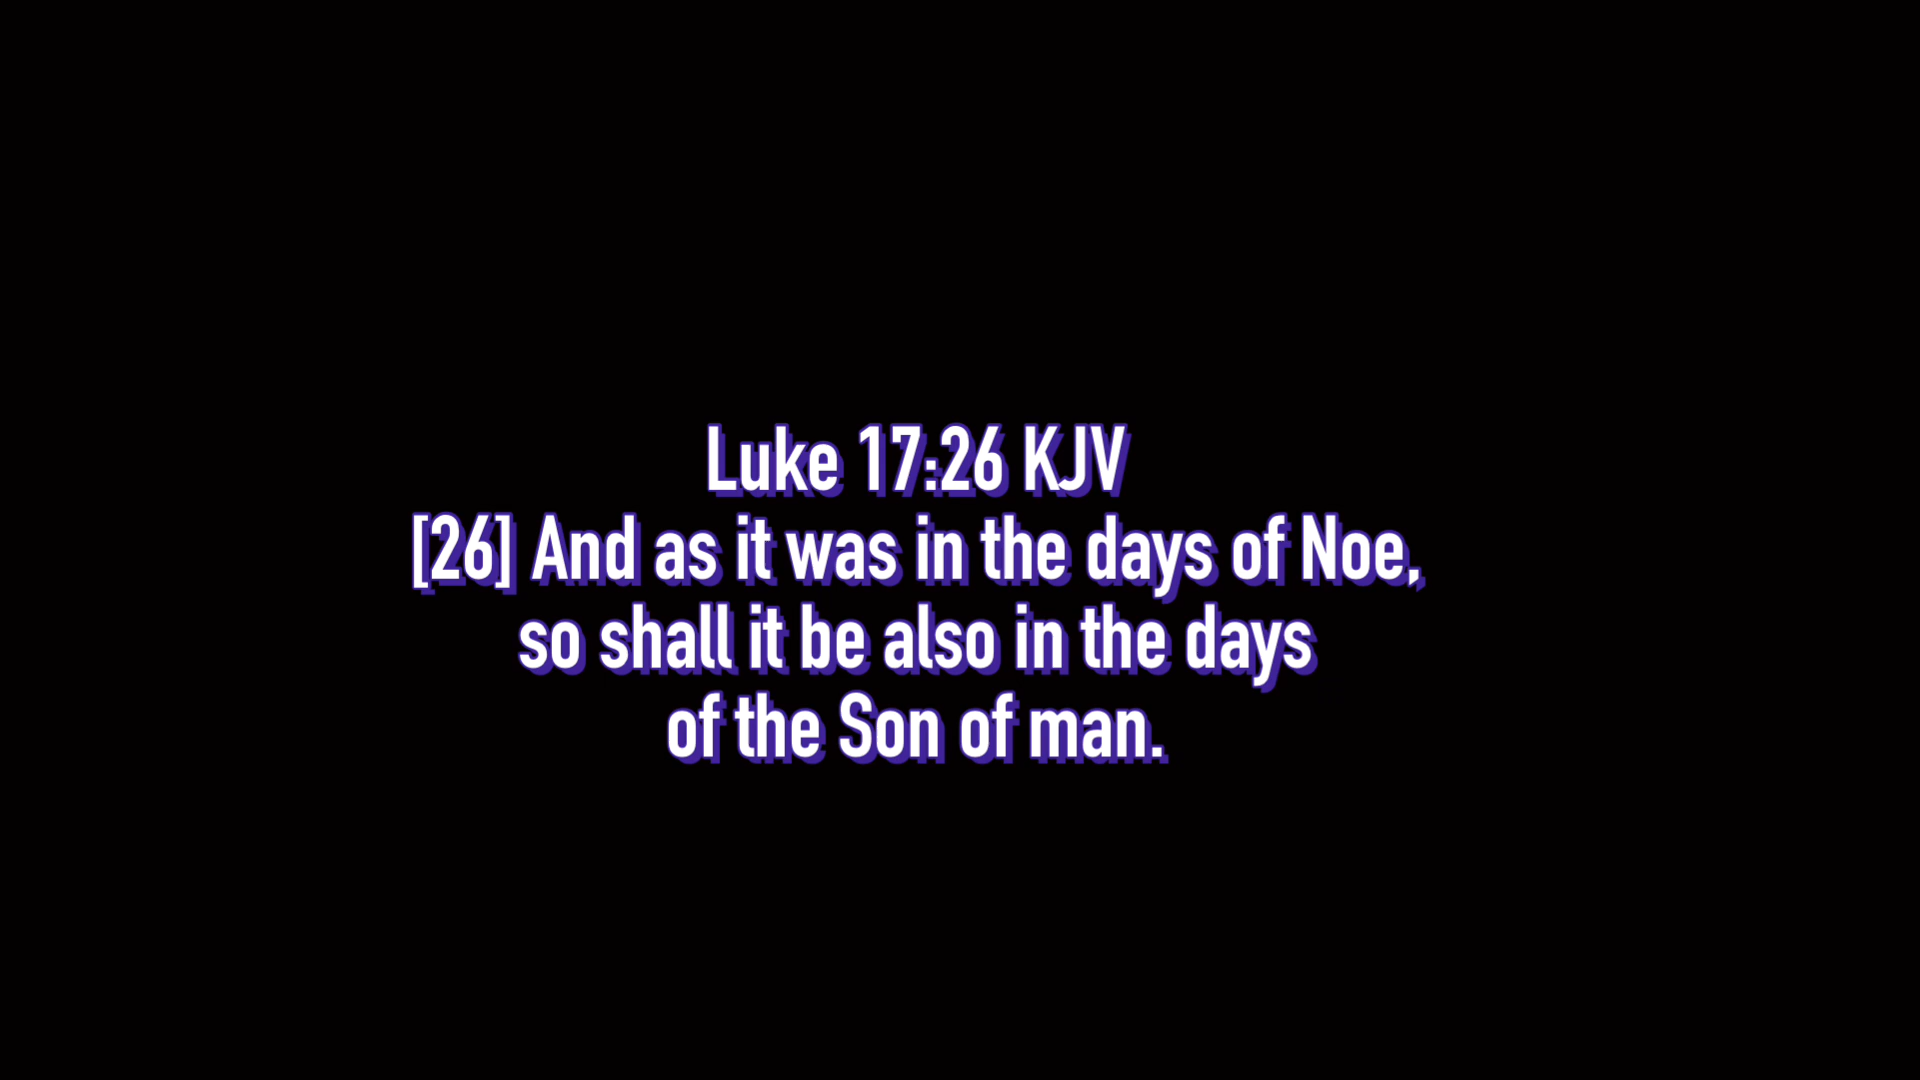 Luke 17:26 KJV
[26] And as it was in the days of Noe,
so shall it be also in the days
of the Son of man.